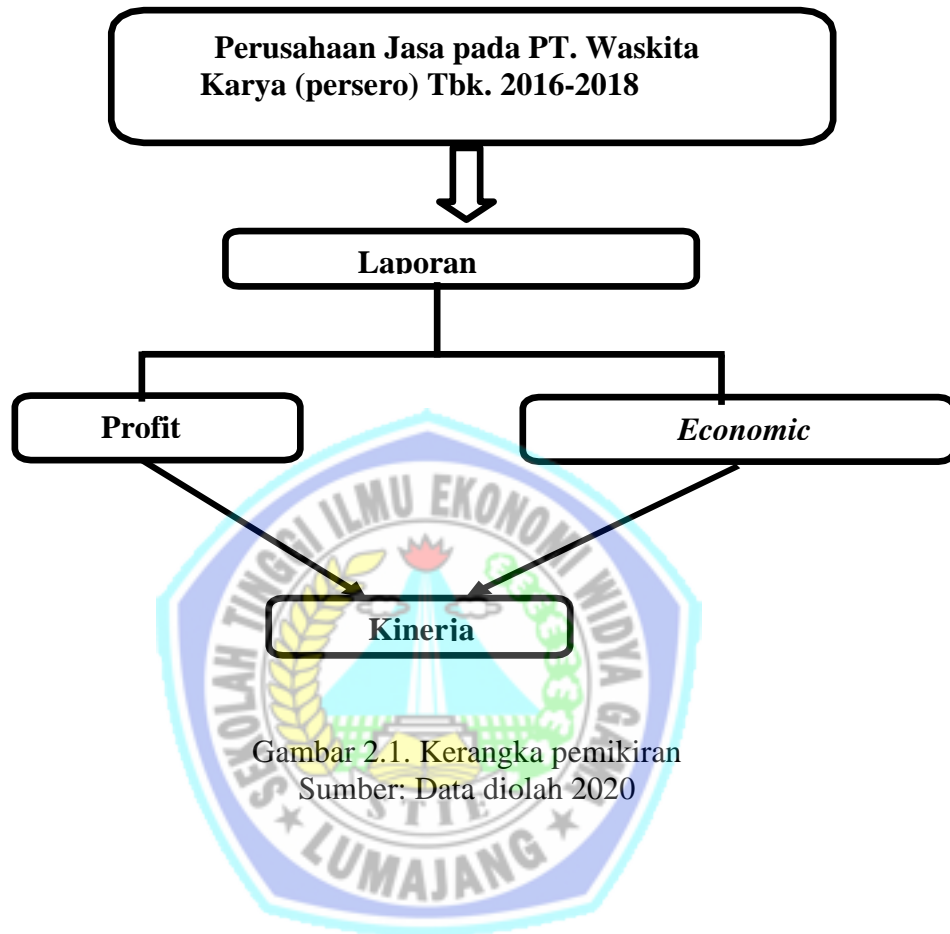 Perusahaan Jasa pada PT. Waskita
Karya (persero) Tbk. 2016-2018
Laporan
Profit
Economic
Kinerja
Gambar 2.1. Kerangka pemikiran
Sumber: Data diolah 2020
SEKOLAH TINGGI ILMU EKONOMI WIDYA GA
STIE
LUMAJANG